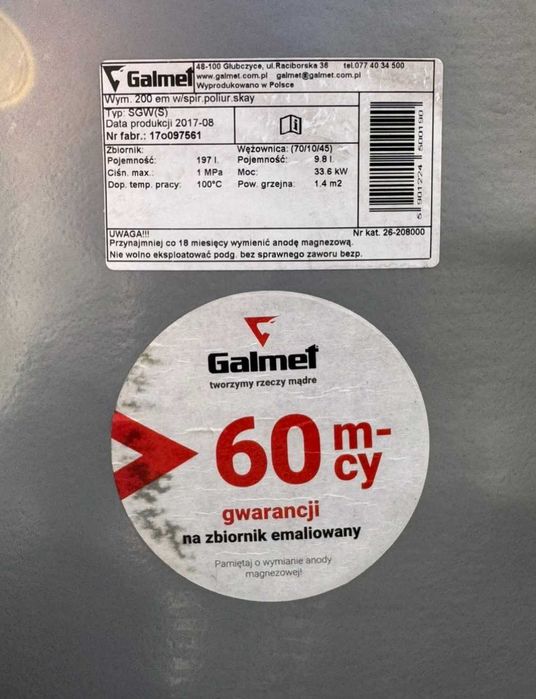 Galmet
48-100 Głubczyce, ul.Raciborska 36 tel.077 40 34 500
www.galmet.com.pl galmet@galmet.com.pl
Wyprodukowano w Polsce
Wym. 200 em w/spir.poliur.skay
Typ: SGW(S)
Data produkcji 2017-08
Nr fabr.: 17o097561
Zbiornik: Wężownica: (70/10/45)
Pojemność: 197 l. Pojemność: 9.8 l.
Ciśn. max.: 1 MPa Moc: 33.6 kW
Dop. temp. pracy: 100°C Pow. grzejna: 1.4 m2
5 901224 500190
UWAGA!!! Nr kat. 26-208000
Przynajmniej co 18 miesięcy wymienić anodę magnezową.
Nie wolno eksploatować podg. bez sprawnego zaworu bezp.
Galmet
tworzymy rzeczy mądre
60 m-
cy
gwarancji
na zbiornik emaliowany
Pamiętaj o wymianie anody
magnezowej!